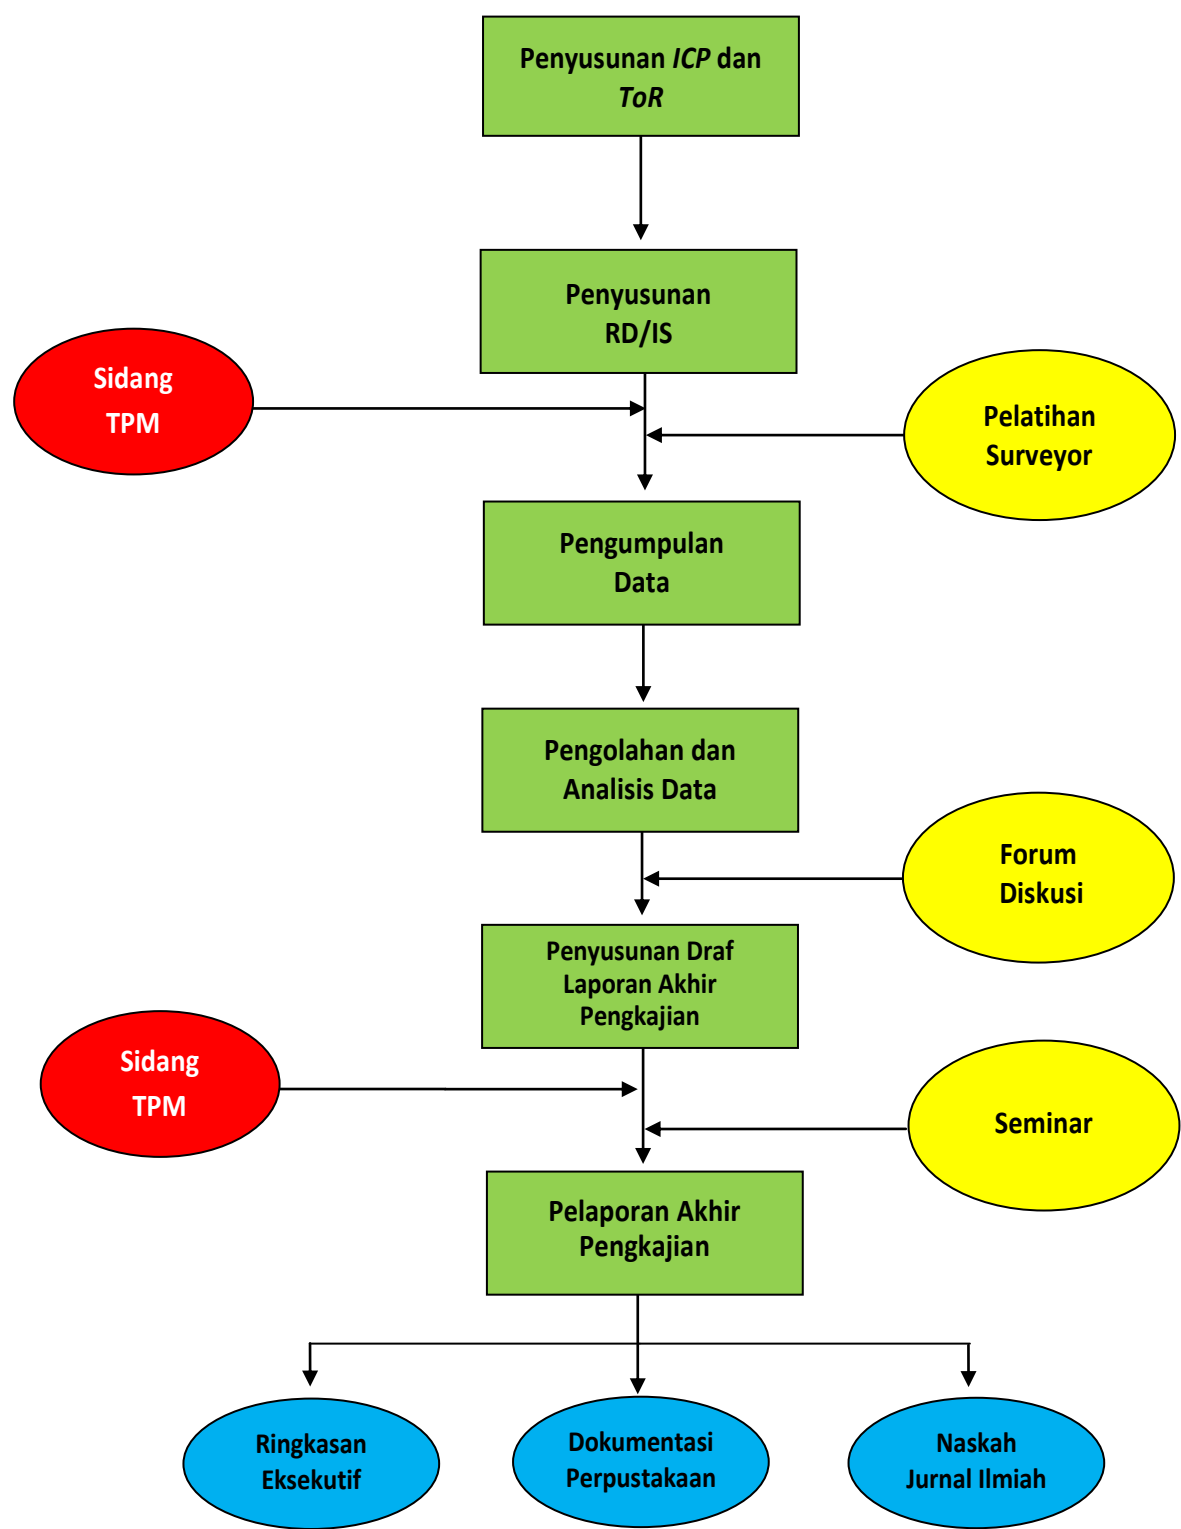 Penyusunan ICP dan
ToR
Penyusunan
RD/IS
Sidang
TPM
Pelatihan
Surveyor
Pengumpulan
Data
Pengolahan dan
Analisis Data
Forum
Diskusi
Penyusunan Draf
Laporan Akhir
Pengkajian
Sidang
TPM
Seminar
Pelaporan Akhir
Pengkajian
Ringkasan
Eksekutif
Dokumentasi
Perpustakaan
Naskah
Jurnal Ilmiah